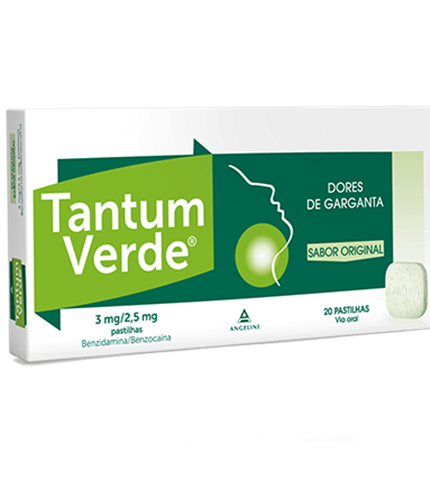 Tantum
Verde®
3 mg/2,5 mg
pastilhas
Benzidamina/Benzocaína
DORES
DE GARGANTA
SABOR ORIGINAL
ANGELINI
20 PASTILHAS
Via oral